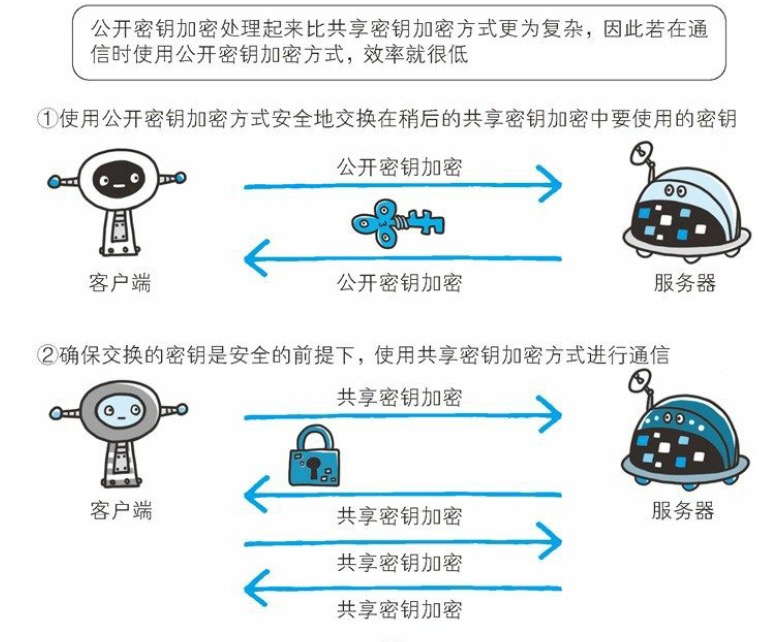 公开密钥加密处理起来比共享密钥加密方式更为复杂，因此若在通
信时使用公开密钥加密方式，效率就很低
①使用公开密钥加密方式安全地交换在稍后的共享密钥加密中要使用的密钥
公开密钥加密
客户端
公开密钥加密
服务器
②确保交换的密钥是安全的前提下，使用共享密钥加密方式进行通信
共享密钥加密
客户端
共享密钥加密
服务器
共享密钥加密
共享密钥加密